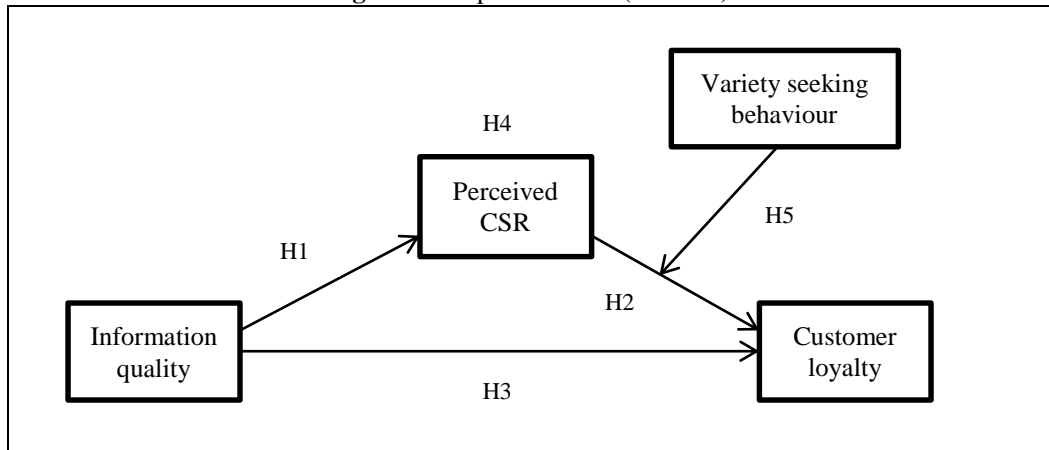 Variety seeking
behaviour
H4
Perceived
CSR
H5
H1
H2
Information
quality
Customer
loyalty
H3